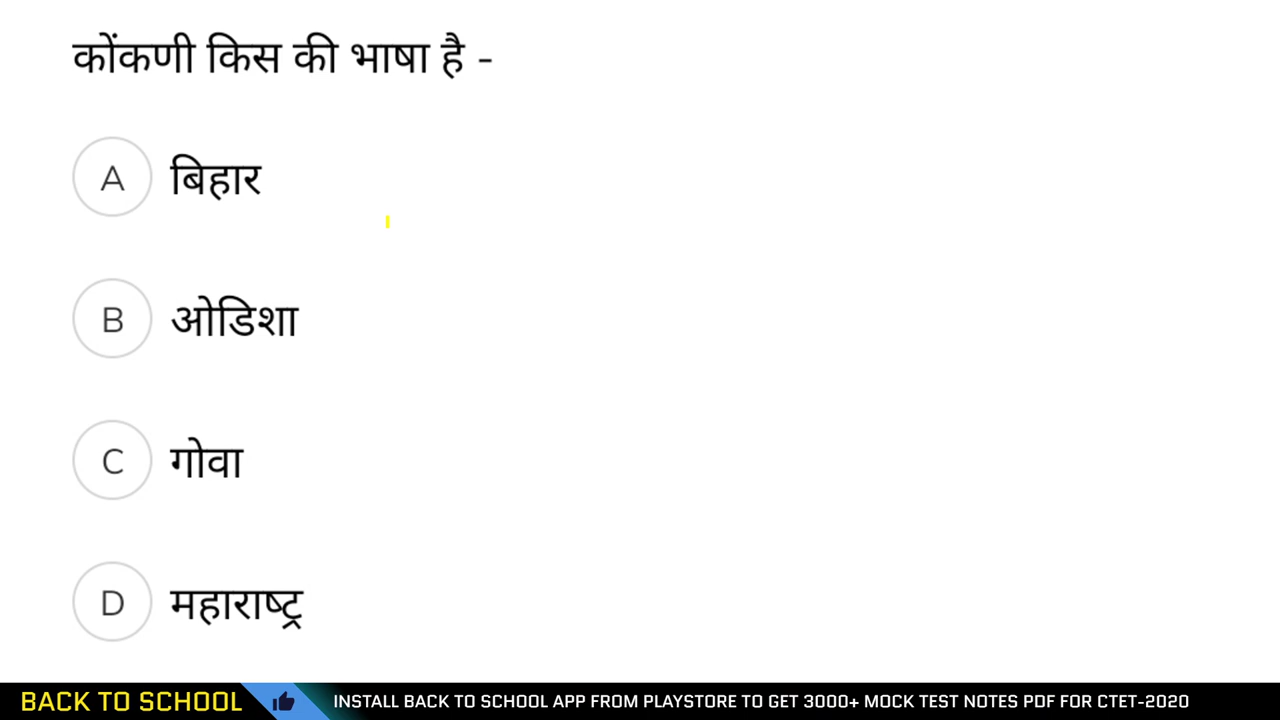 कोंकणी किस की भाषा है -
A बिहार
B ओडिशा
C गोवा
D महाराष्ट्र
BACK TO SCHOOL INSTALL BACK TO SCHOOL APP FROM PLAYSTORE TO GET 3000+ MOCK TEST NOTES PDF FOR CTET-2020